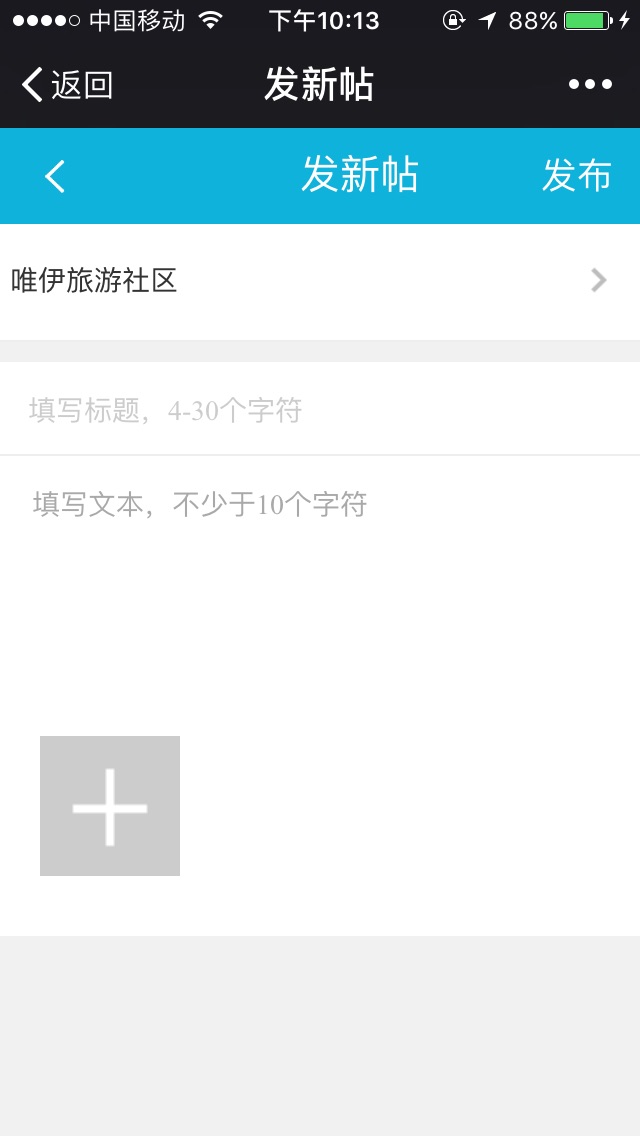 中国移动 下午10:13 88%
返回 发新帖
发新帖 发布
唯伊旅游社区
填写标题，4-30个字符
填写文本，不少于10个字符